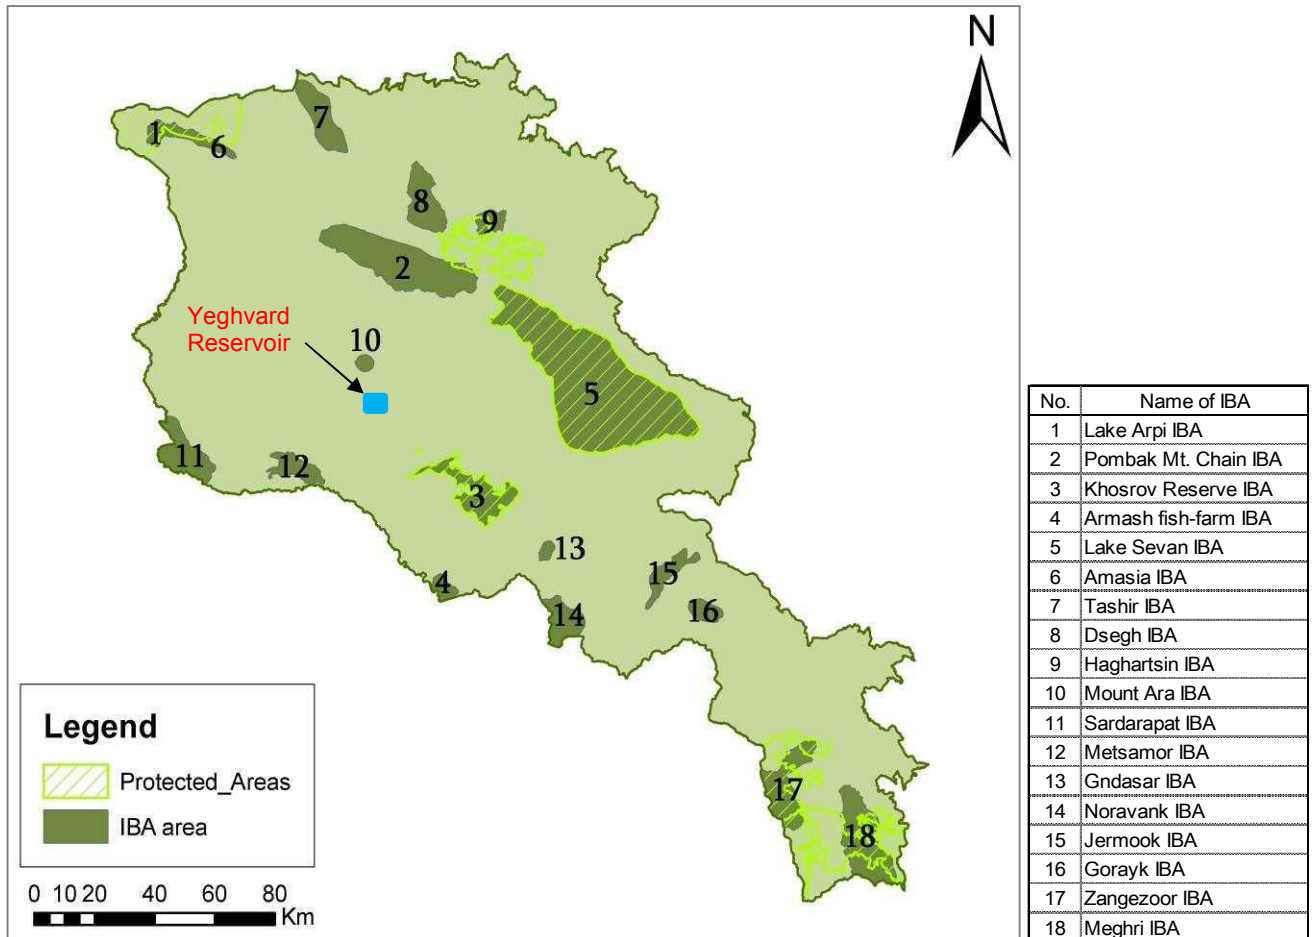 N
7
1
6
8
9
2
Yeghvard
Reservoir
10
5
11
12
3
13
15
4
14
16
17
18
Legend
Protected_Areas
IBA area
0 10 20 40 60 80
Km
No. Name of IBA
1 Lake Arpi IBA
2 Pombak Mt. Chain IBA
3 Khosrov Reserve IBA
4 Armash fish-farm IBA
5 Lake Sevan IBA
6 Amasia IBA
7 Tashir IBA
8 Dsegh IBA
9 Haghartsin IBA
10 Mount Ara IBA
11 Sardarapat IBA
12 Metsamor IBA
13 Gndasar IBA
14 Noravank IBA
15 Jermook IBA
16 Gorayk IBA
17 Zangezoor IBA
18 Meghri IBA